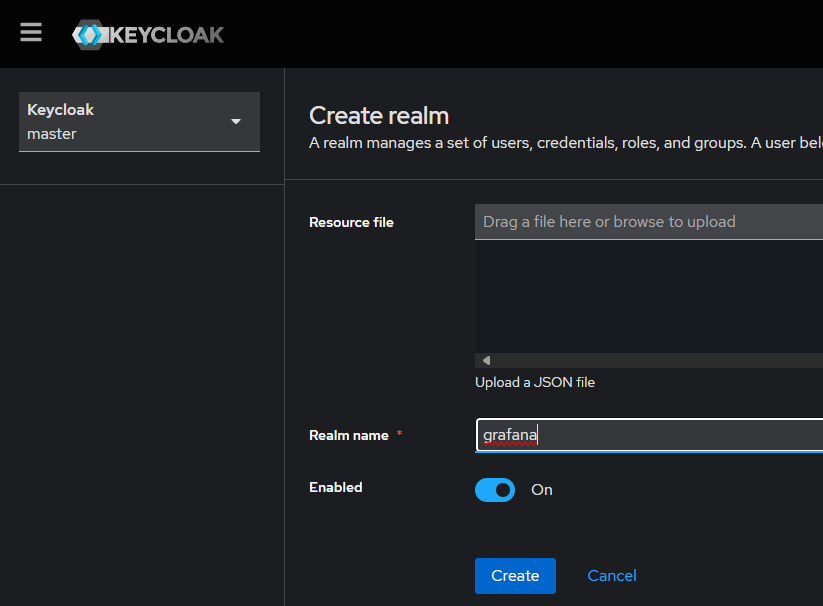 KEYCLOAK
Keycloak
master
Create realm
A realm manages a set of users, credentials, roles, and groups. A user bel
Resource file
Drag a file here or browse to upload
Upload a JSON file
Realm name *
grafana
Enabled
On
Create
Cancel